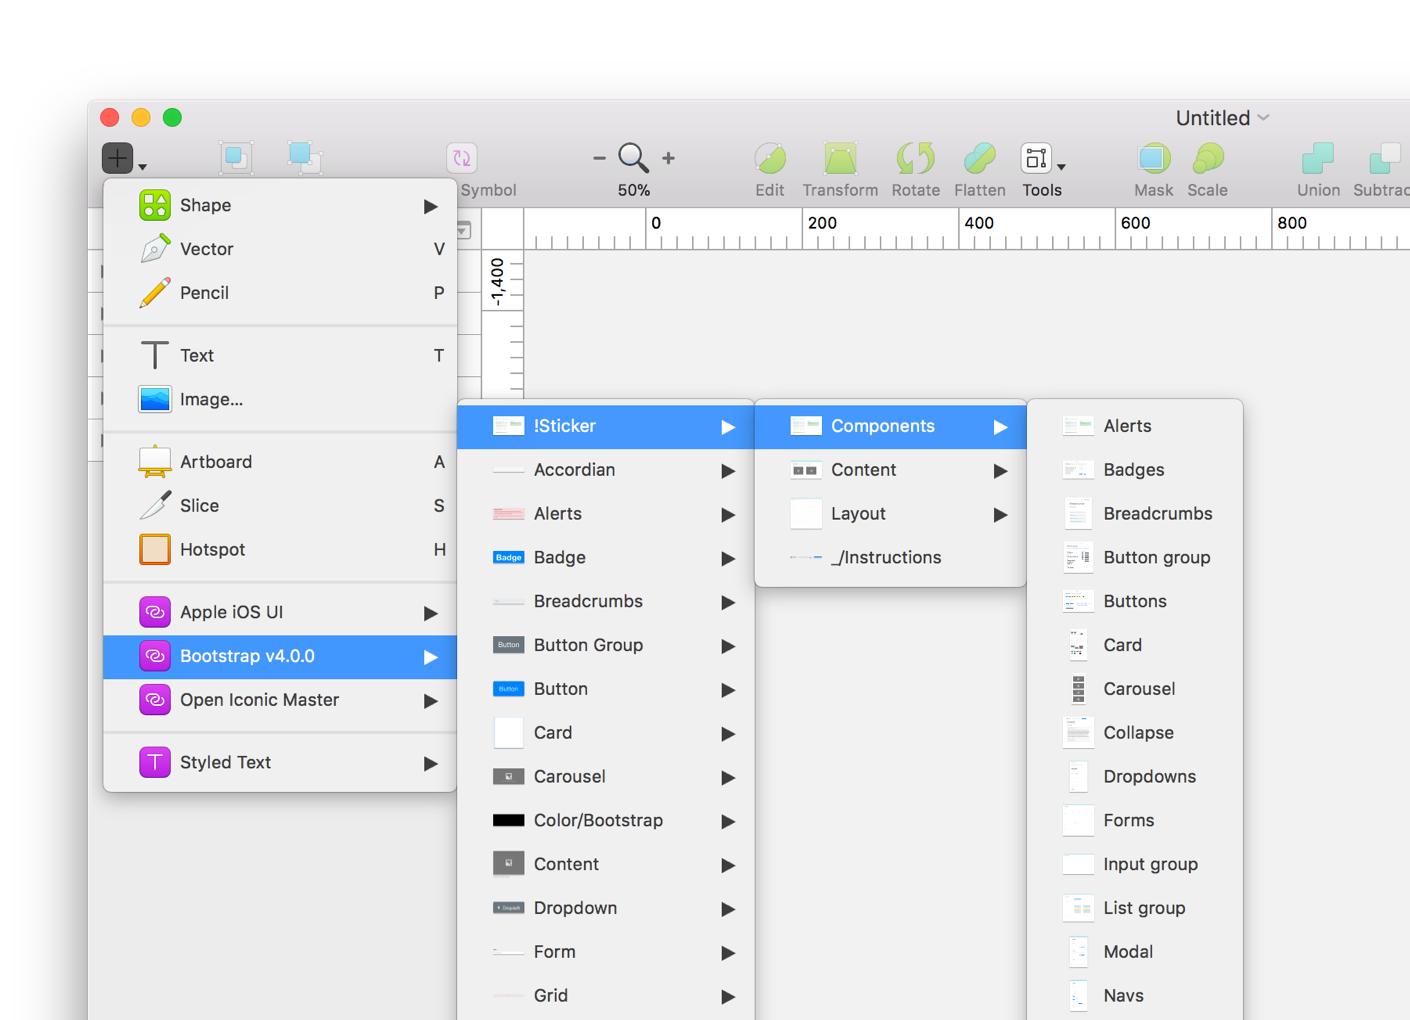 Untitled
Symbol
50%
Edit
Transform
Rotate
Flatten
Tools
Mask
Scale
Union
Subtrac
0
200
400
600
800
-1,400
Shape
Vector V
Pencil P
Text T
Image...
Artboard A
Slice S
Hotspot H
Apple iOS UI
Bootstrap v4.0.0
Open Iconic Master
Styled Text
!Sticker
Accordian
Alerts
Badge Badge
Breadcrumbs
Button Button Group
Button Button
Card
Carousel
Color/Bootstrap
Content
Dropdown
Form
Grid
Components
Content
Layout
_/Instructions
Alerts
Badges
Breadcrumbs
Button group
Buttons
Card
Carousel
Collapse
Dropdowns
Forms
Input group
List group
Modal
Navs